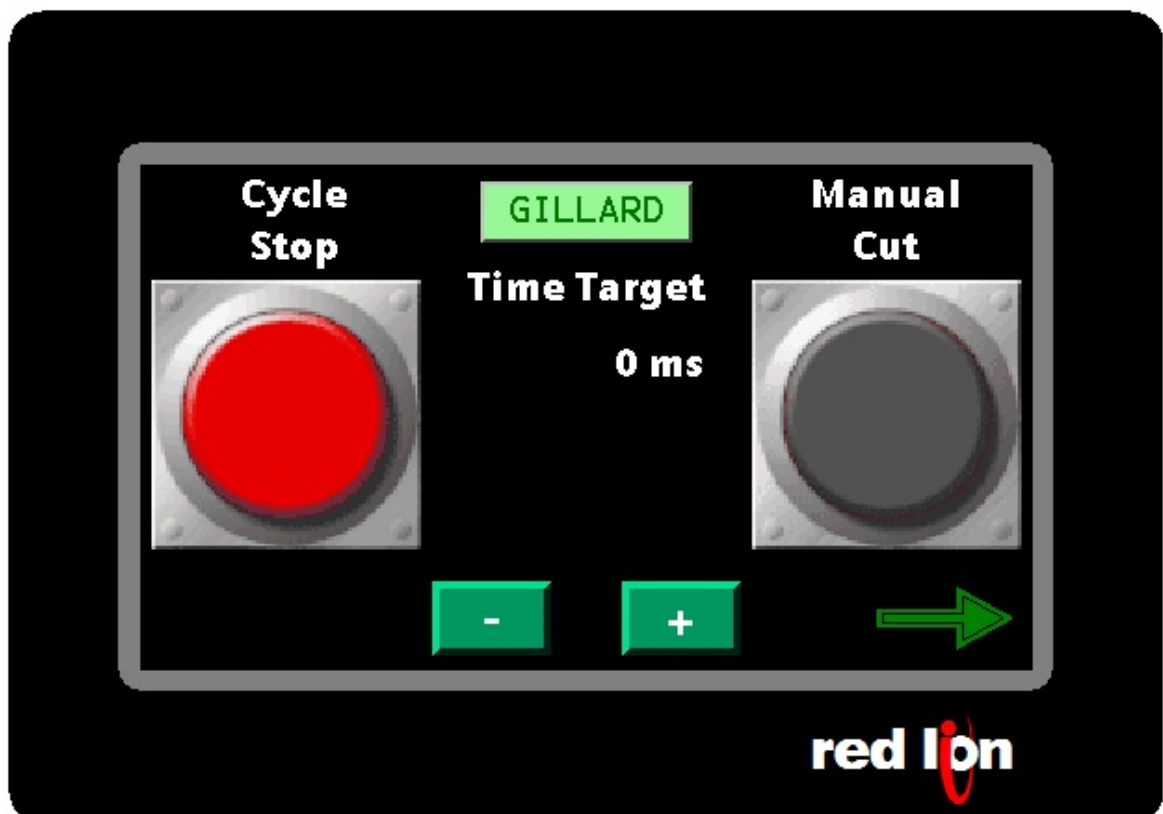 Cycle
Stop
GILLARD
Manual
Cut
Time Target
0 ms
-
+
red lion